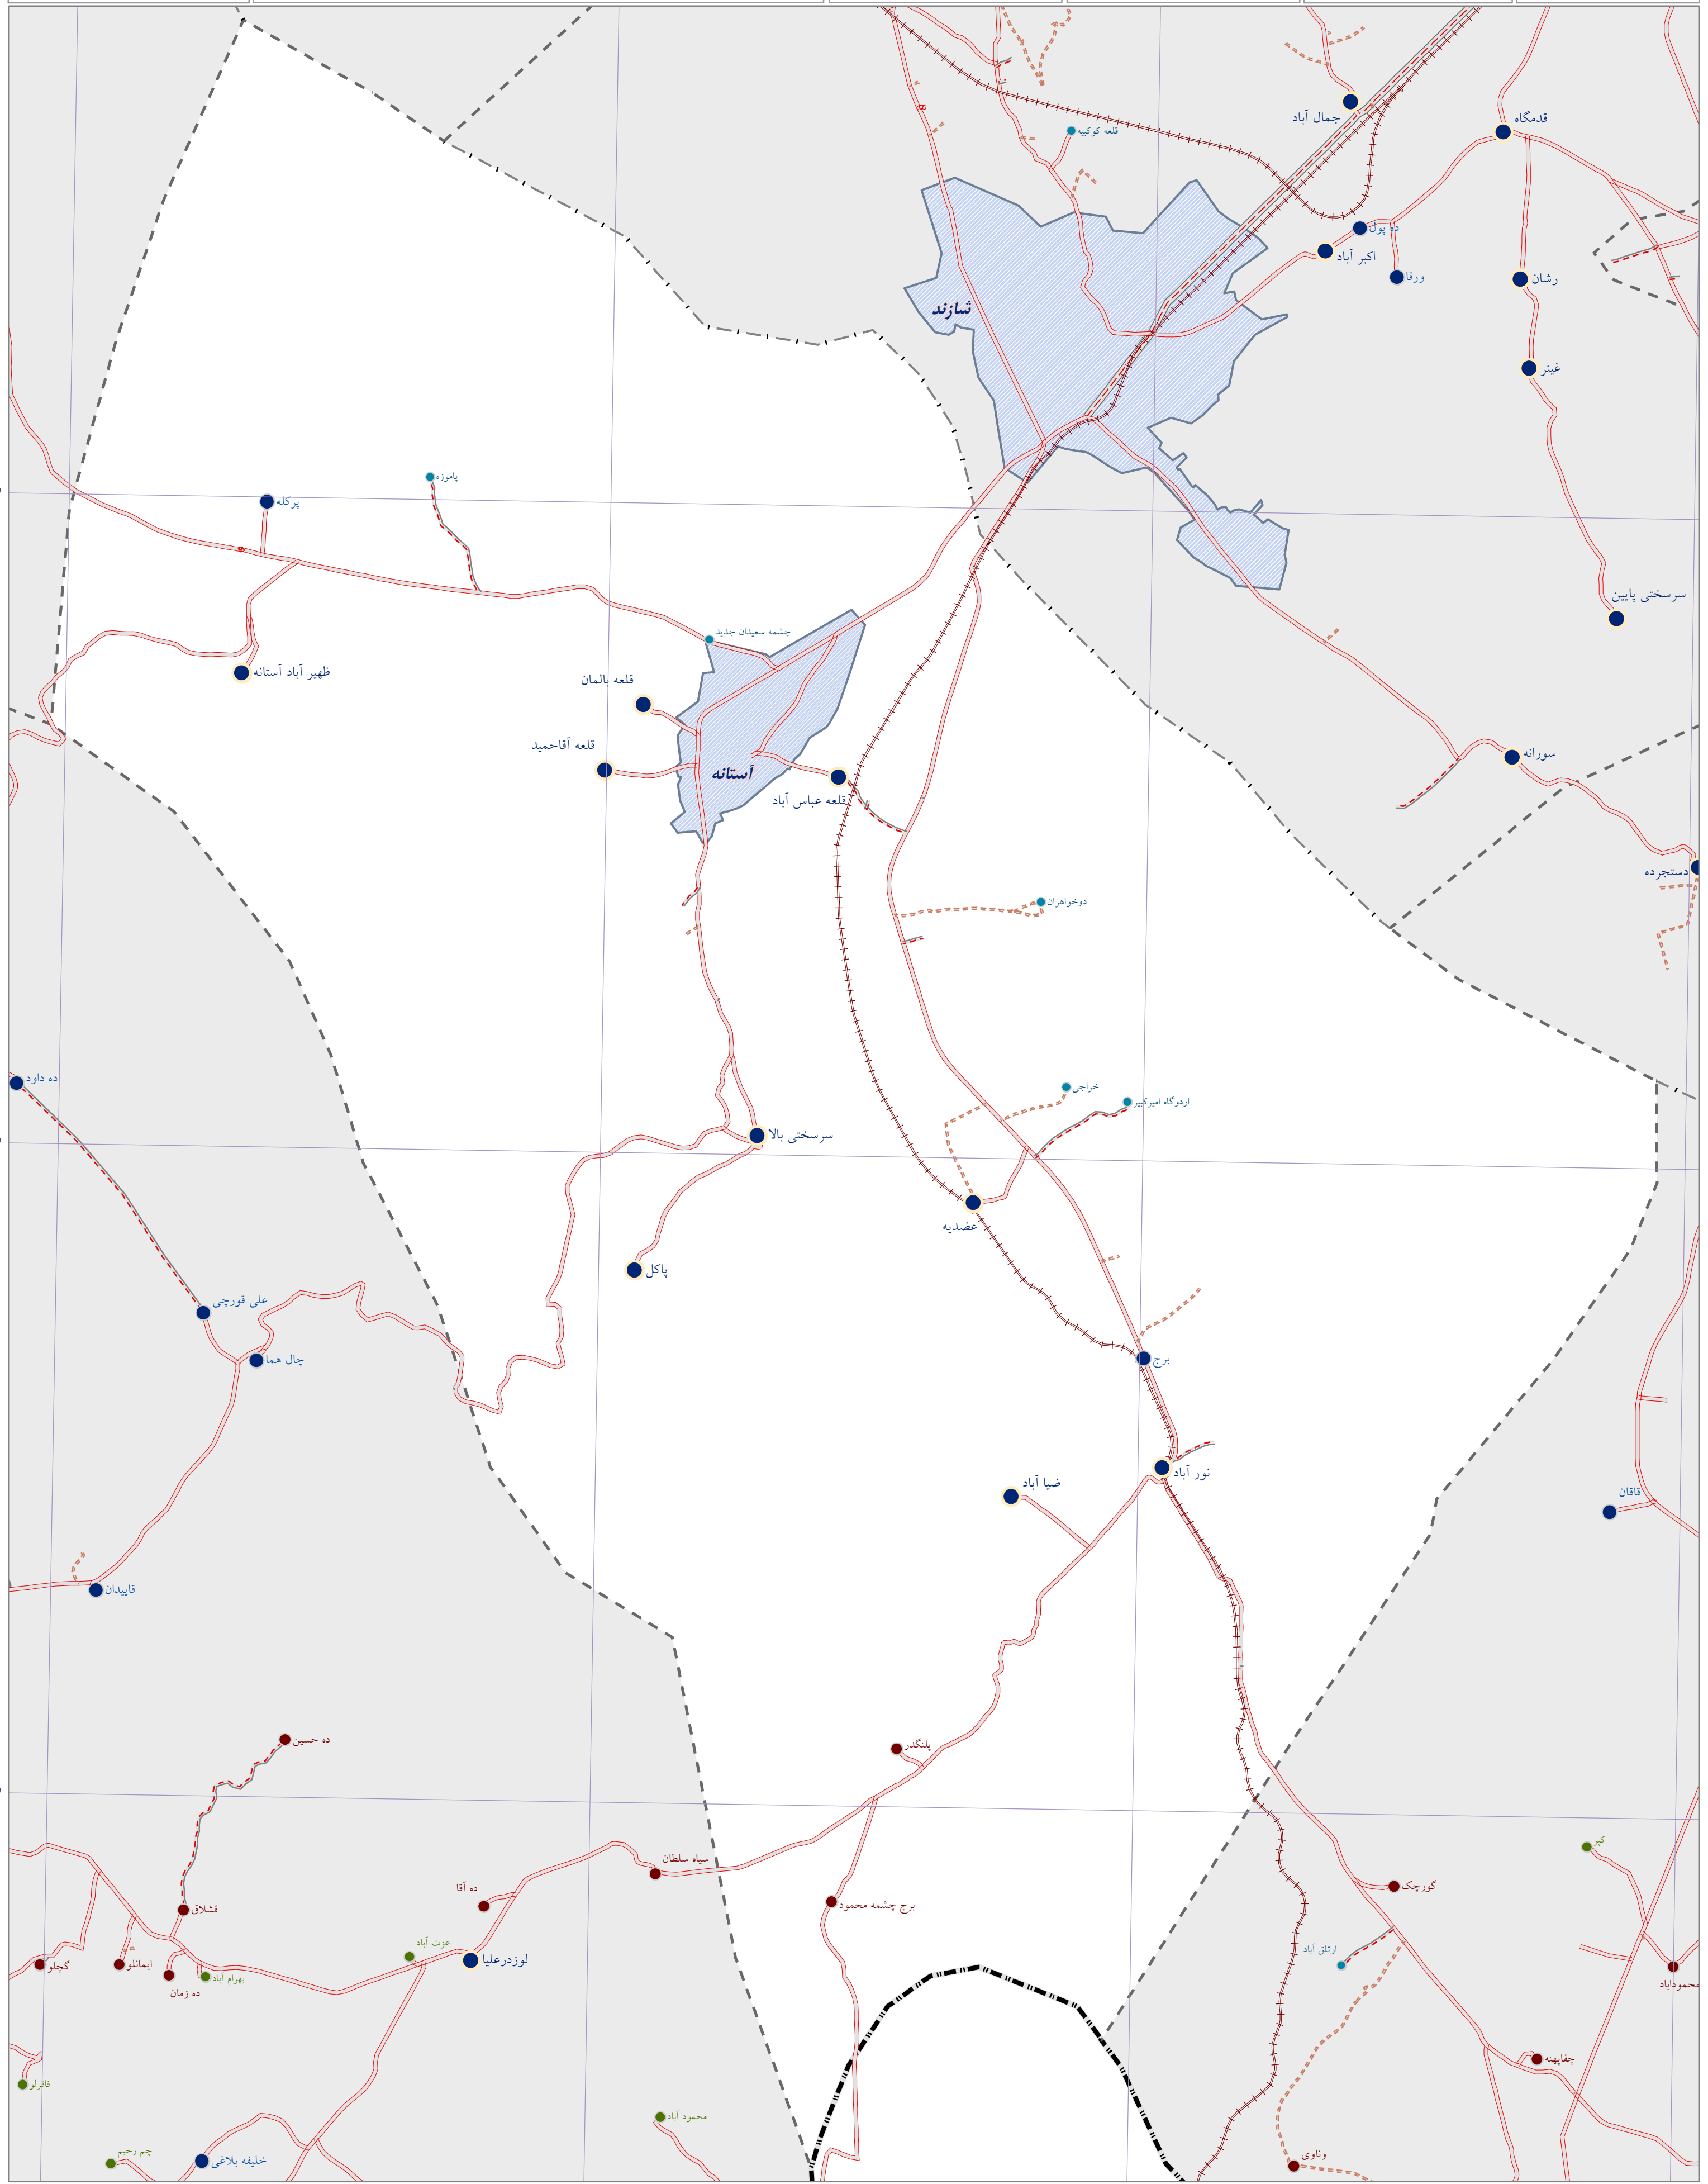 جمال آباد
قدمگاه
قلعه کوکبیه
ده پول
اکبر آباد
ورقا
رشان
شازند
غینر
پاموزه
پرکله
سرسختی پایین
چشمه سعیدان جدید
ظهیر آباد آستانه
قلعه بالمان
قلعه آقاحمید
آستانه
سورانه
قلعه عباس آباد
دستجرده
دوخواهران
ده داود
خراجی
اردوگاه امیرکبیر
سرسختی بالا
عضدیه
پاکل
علی قورچی
چال هما
برج
نور آباد
ضیا آباد
قاقان
قاییدان
ده حسین
پلنگدر
کپر
سیاه سلطان
گورچک
ده آقا
برج چشمه محمود
قشلاق
عزت آباد
ارتلق آباد
لوزدرعلیا
گچلو
ایمانلو
بهرام آباد
ده زمان
محموداباد
چقاپهنه
فاقرلو
محمود آباد
چم رحیم
خلیفه بلاغی
وناوی